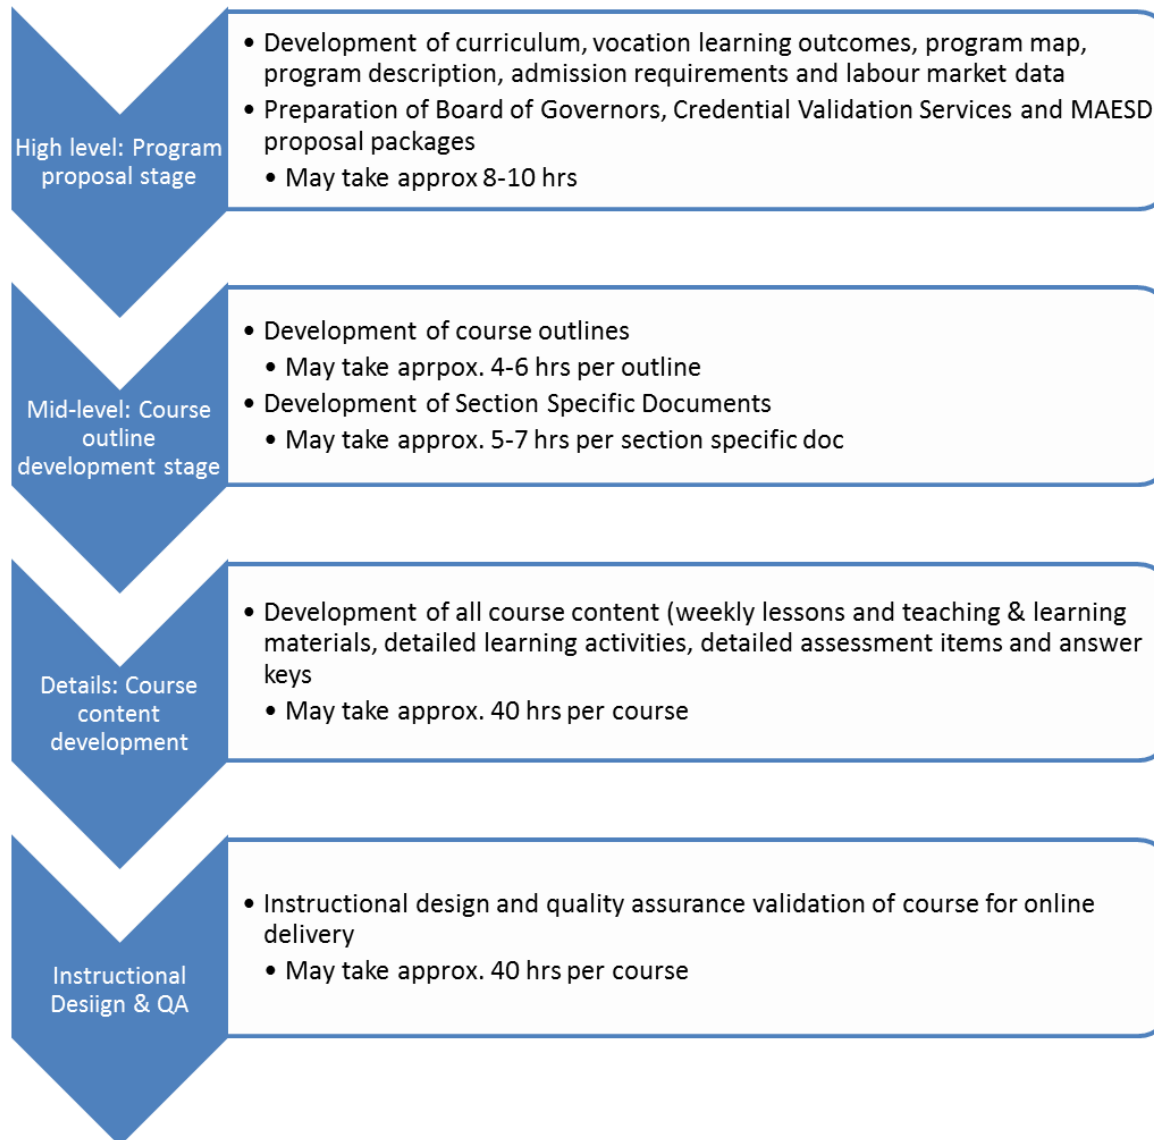 High level: Program
proposal stage
• Development of curriculum, vocation learning outcomes, program map,
program description, admission requirements and labour market data
• Preparation of Board of Governors, Credential Validation Services and MAESD
proposal packages
• May take approx 8-10 hrs
Mid-level: Course
outline
development stage
• Development of course outlines
• May take aprpox. 4-6 hrs per outline
• Development of Section Specific Documents
• May take approx. 5-7 hrs per section specific doc
Details: Course
content
development
• Development of all course content (weekly lessons and teaching & learning
materials, detailed learning activities, detailed assessment items and answer
keys
• May take approx. 40 hrs per course
Instructional
Desiign & QA
• Instructional design and quality assurance validation of course for online
delivery
• May take approx. 40 hrs per course